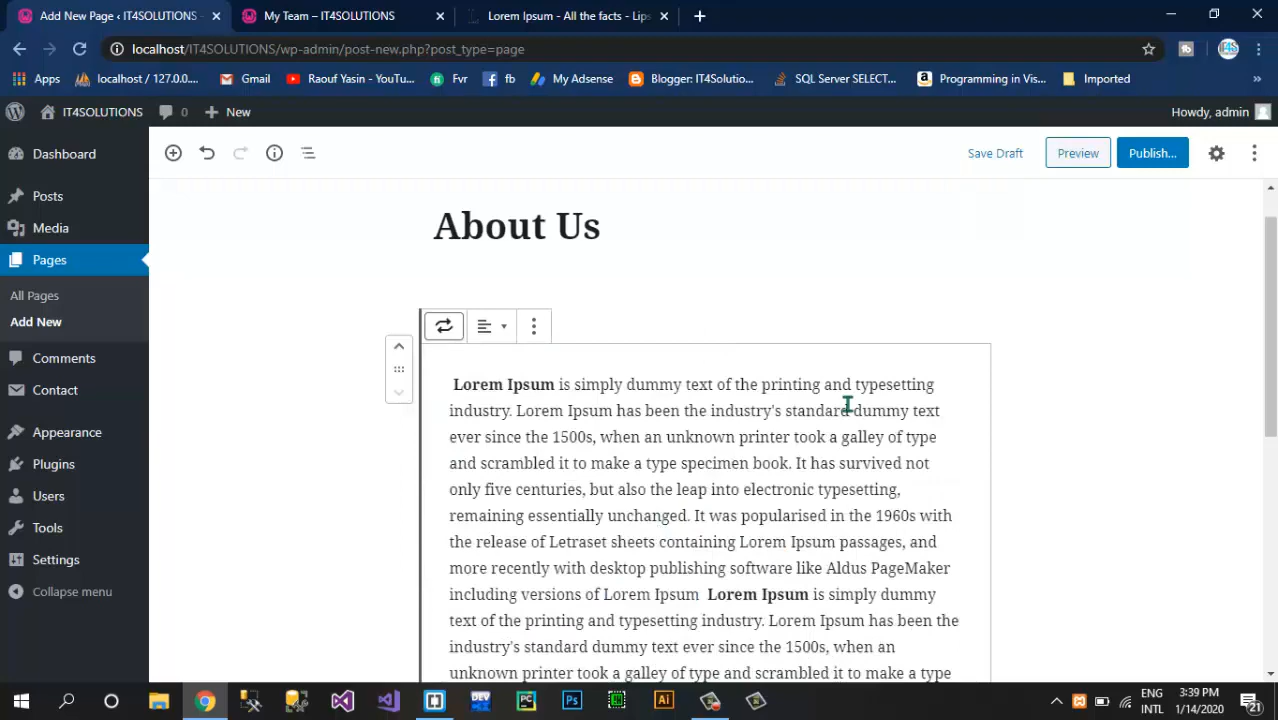 Add New Page ‹ IT4SOLUTIONS
My Team – IT4SOLUTIONS
Lorem Ipsum - All the facts - Lips
localhost/IT4SOLUTIONS/wp-admin/post-new.php?post_type=page
Apps
localhost / 127.0.0...
Gmail
Raouf Yasin - YouTu...
Fvr
fb
My Adsense
Blogger: IT4Solutio...
SQL Server SELECT...
Programming in Vis...
Imported
»
IT4SOLUTIONS
0
New
Howdy, admin
Dashboard
Posts
Media
Pages
All Pages
Add New
Comments
Contact
Appearance
Plugins
Users
Tools
Settings
Collapse menu
Save Draft
Preview
Publish...
About Us
Lorem Ipsum is simply dummy text of the printing and typesetting
industry. Lorem Ipsum has been the industry's standard dummy text
ever since the 1500s, when an unknown printer took a galley of type
and scrambled it to make a type specimen book. It has survived not
only five centuries, but also the leap into electronic typesetting,
remaining essentially unchanged. It was popularised in the 1960s with
the release of Letraset sheets containing Lorem Ipsum passages, and
more recently with desktop publishing software like Aldus PageMaker
including versions of Lorem Ipsum Lorem Ipsum is simply dummy
text of the printing and typesetting industry. Lorem Ipsum has been the
industry's standard dummy text ever since the 1500s, when an
unknown printer took a galley of type and scrambled it to make a type
DEV
PC
Ps
Ai
ENG
INTL
3:39 PM
1/14/2020
21